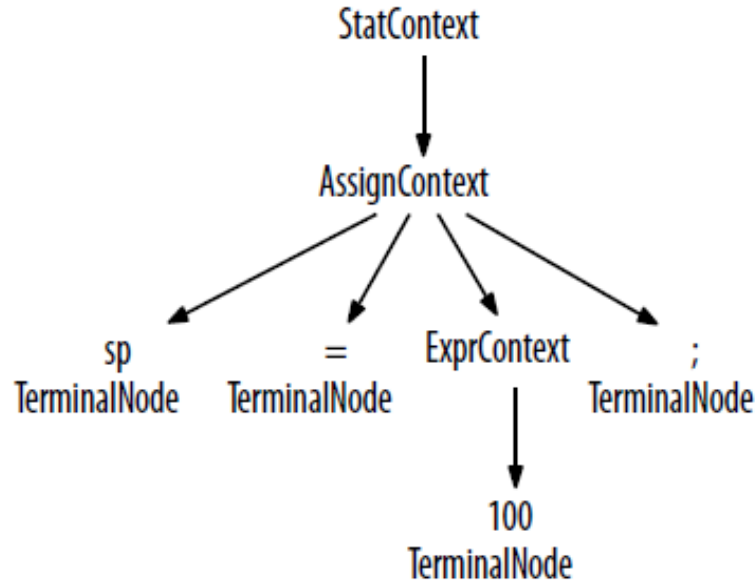 StatContext
AssignContext
sp
TerminalNode
=
TerminalNode
ExprContext
;
TerminalNode
100
TerminalNode